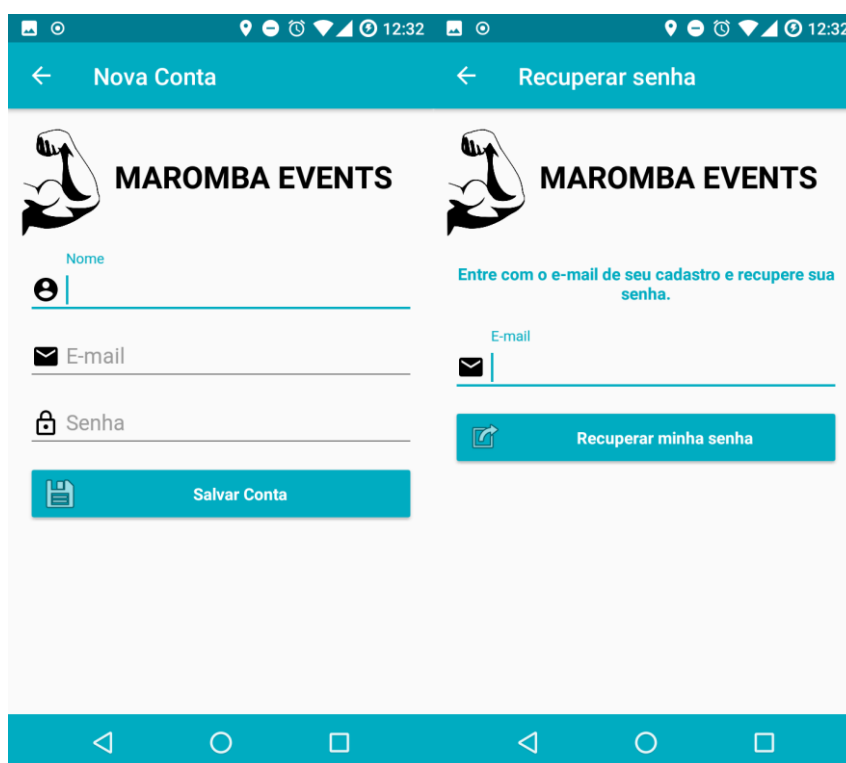 12:32
Nova Conta
MAROMBA EVENTS
Nome
E-mail
Senha
Salvar Conta
12:32
Recuperar senha
MAROMBA EVENTS
Entre com o e-mail de seu cadastro e recupere sua
senha.
E-mail
Recuperar minha senha